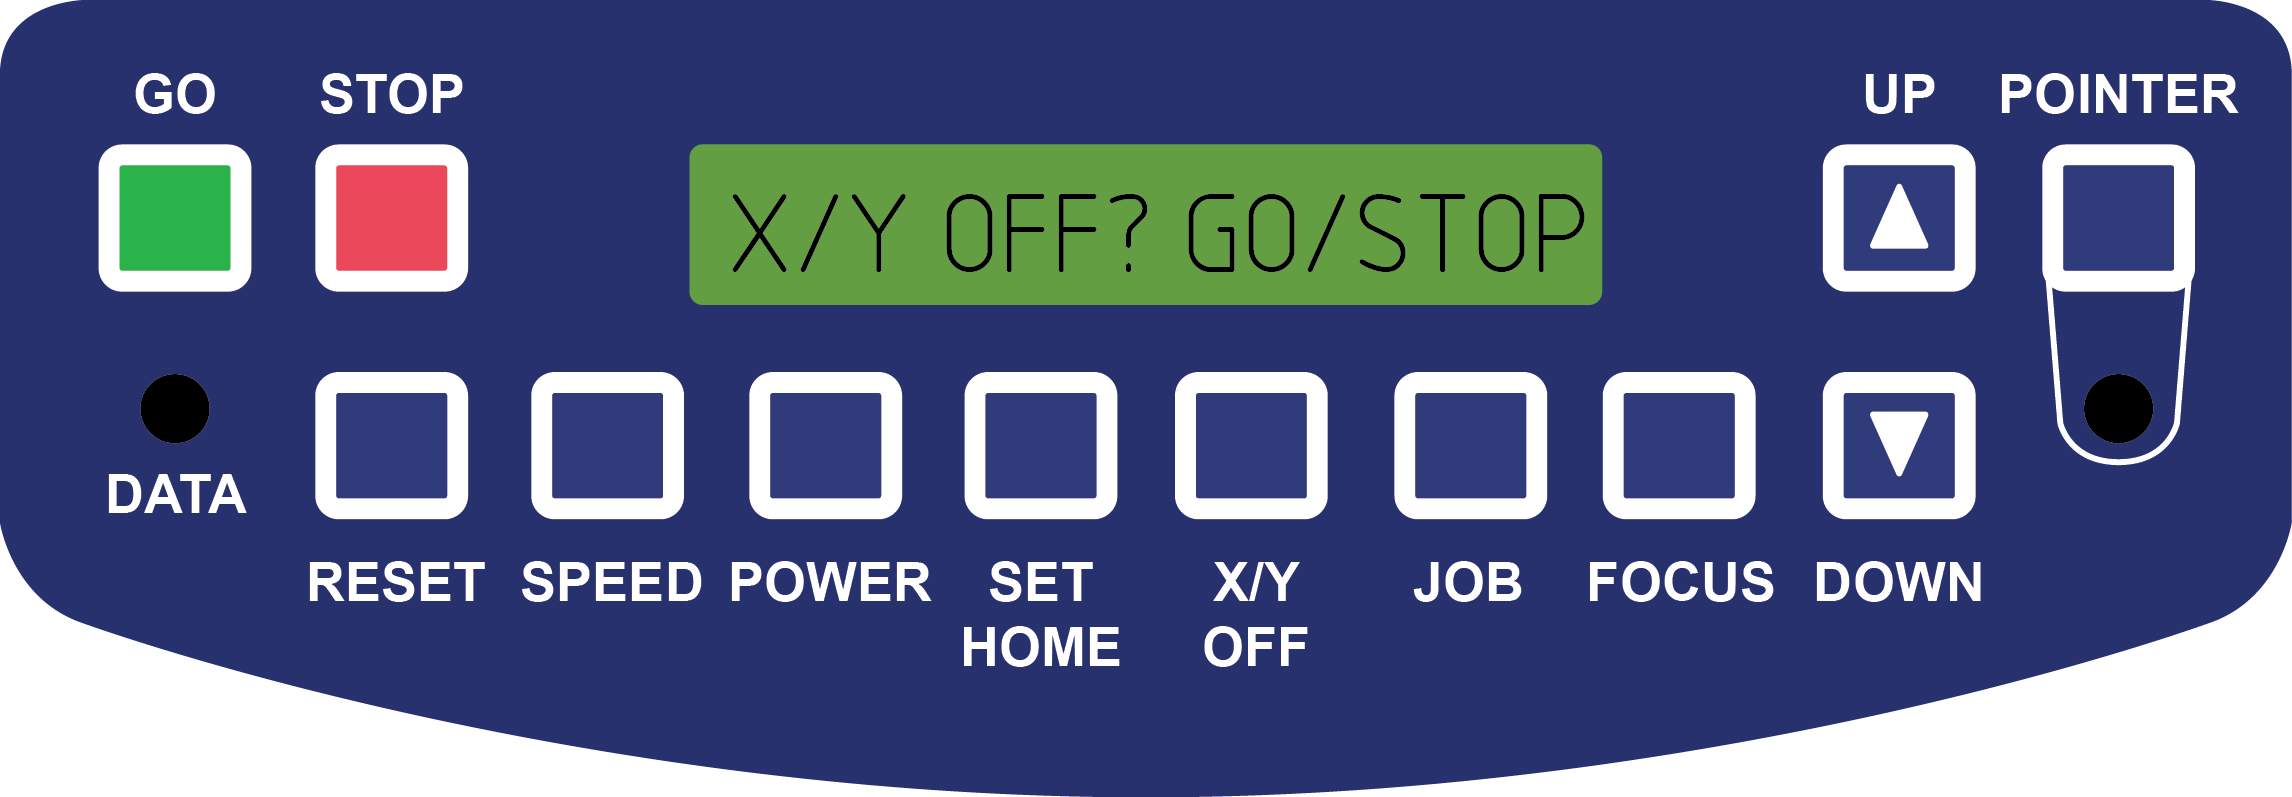 GO STOP UP POINTER
X/Y OFF? GO/STOP
DATA
RESET SPEED POWER SET HOME X/Y OFF JOB FOCUS DOWN